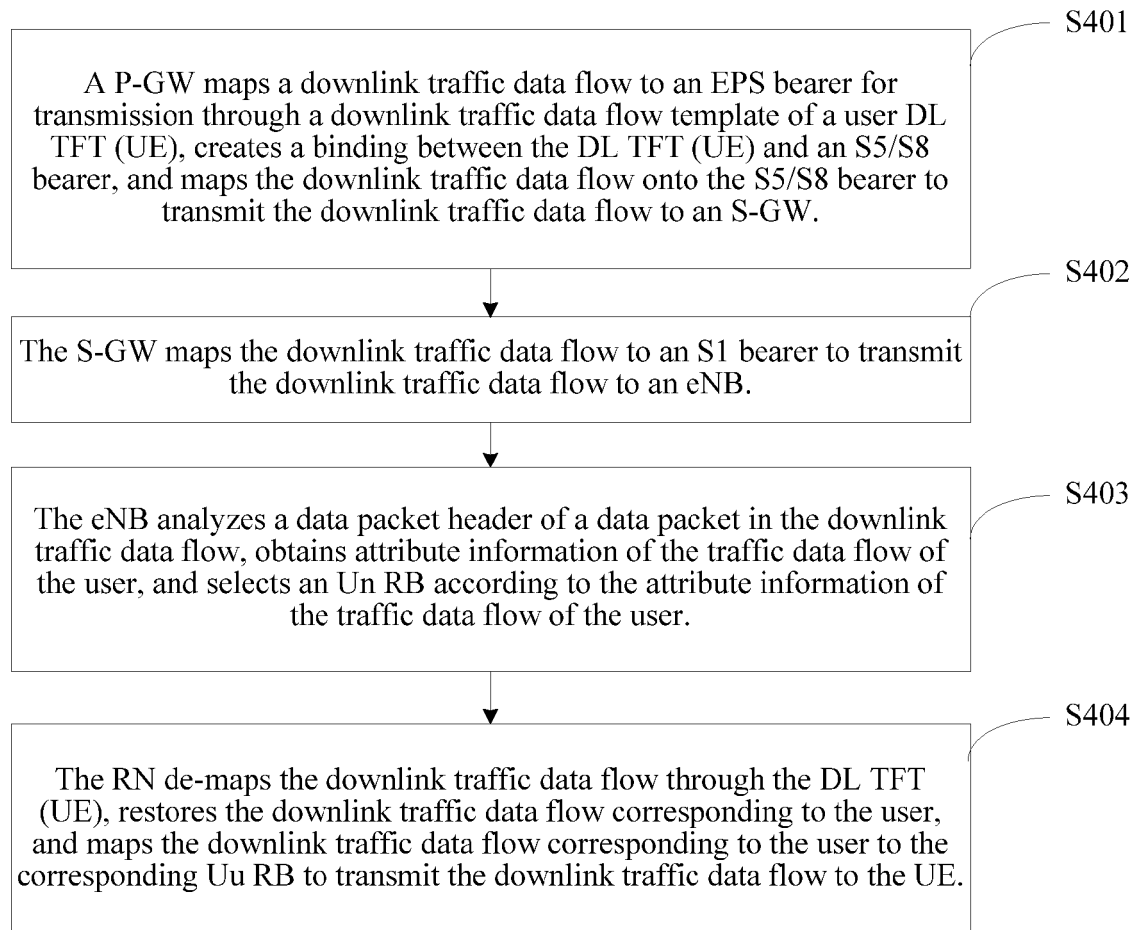 S401
A P-GW maps a downlink traffic data flow to an EPS bearer for
transmission through a downlink traffic data flow template of a user DL
TFT (UE), creates a binding between the DL TFT (UE) and an S5/S8
bearer, and maps the downlink traffic data flow onto the S5/S8 bearer to
transmit the downlink traffic data flow to an S-GW.
S402
The S-GW maps the downlink traffic data flow to an S1 bearer to transmit
the downlink traffic data flow to an eNB.
S403
The eNB analyzes a data packet header of a data packet in the downlink
traffic data flow, obtains attribute information of the traffic data flow of
the user, and selects an Un RB according to the attribute information of
the traffic data flow of the user.
S404
The RN de-maps the downlink traffic data flow through the DL TFT
(UE), restores the downlink traffic data flow corresponding to the user,
and maps the downlink traffic data flow corresponding to the user to the
corresponding Uu RB to transmit the downlink traffic data flow to the UE.